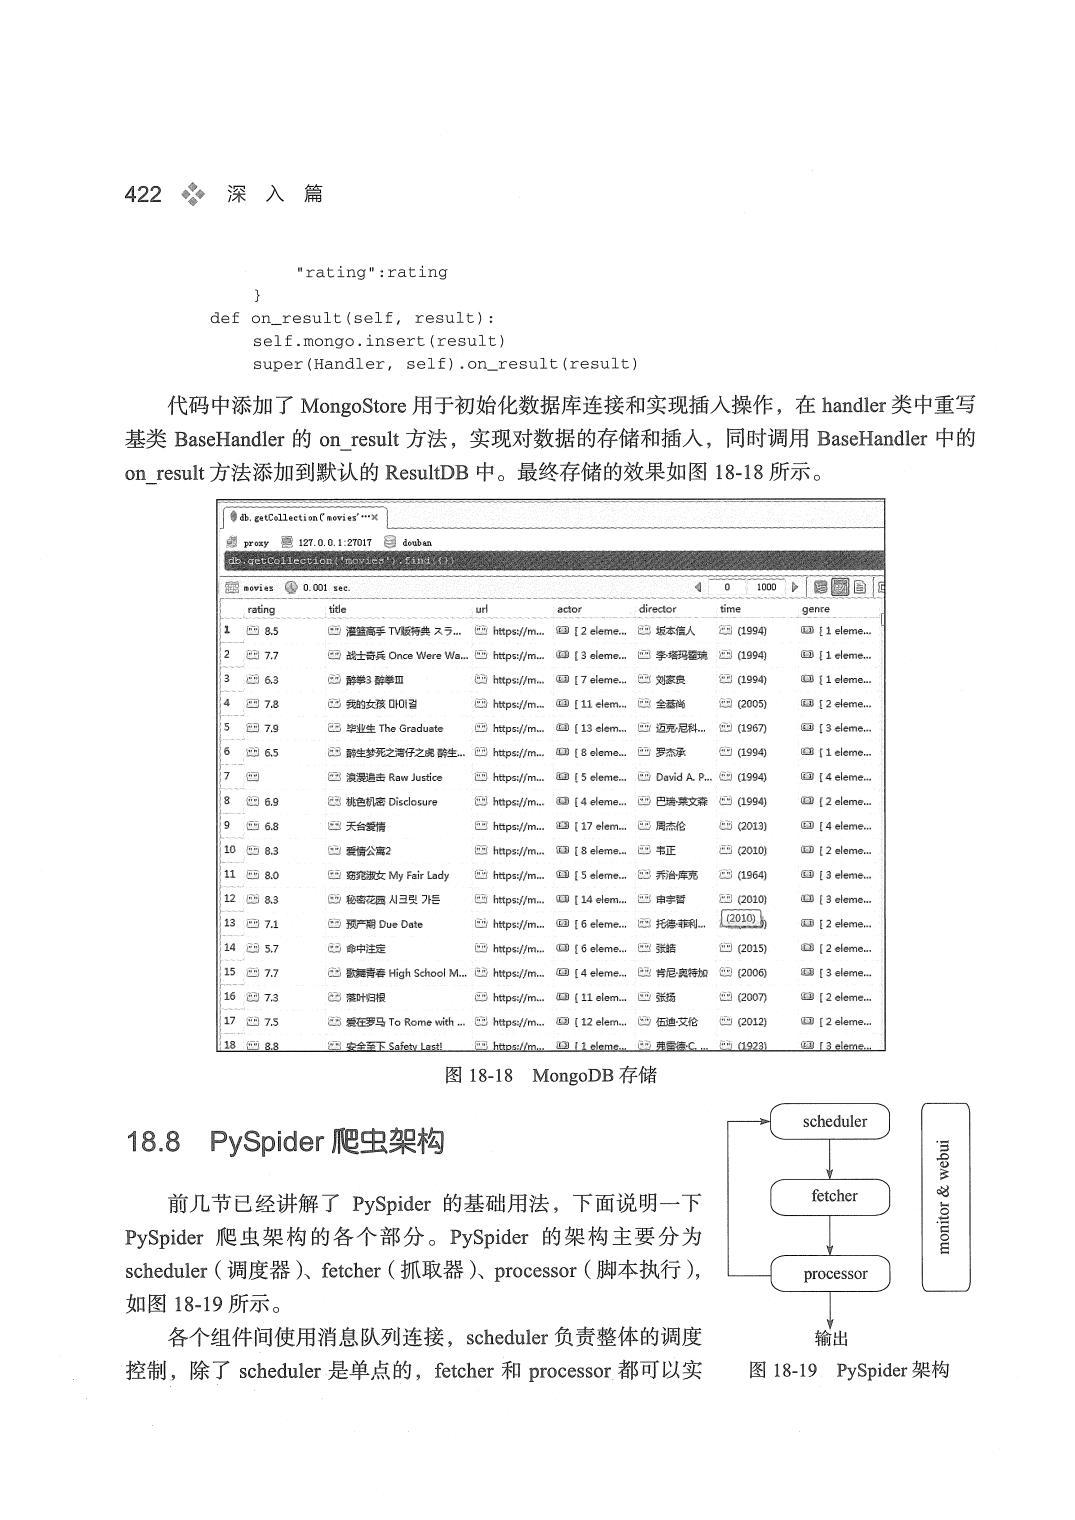 422 深 入 篇
"rating":rating
}
def on_result(self, result):
self.mongo.insert(result)
super(Handler, self).on_result(result)
代码中添加了 MongoStore 用于初始化数据库连接和实现插入操作，在 handler 类中重写
基类 BaseHandler 的 on_result 方法，实现对数据的存储和插入，同时调用 BaseHandler 中的
on_result 方法添加到默认的 ResultDB 中。最终存储的效果如图 18-18 所示。
db.getCollection('movies'···×
proxy 127.0.0.1:27017 douban
db.getCollection('movies').find({})
movies 0.001 sec. 0 1000
rating title url actor director time genre
1 8.5 灌篮高手 TV版特典 スラ... https://m... [ 2 eleme... 坂本信人 (1994) [ 1 eleme...
2 7.7 战士奇兵 Once Were Wa... https://m... [ 3 eleme... 李·塔玛霍瑞 (1994) [ 1 eleme...
3 6.3 醉拳3 醉拳Ⅲ https://m... [ 7 eleme... 刘家良 (1994) [ 1 eleme...
4 7.8 我的女孩 마이걸 https://m... [ 11 elem... 全基尚 (2005) [ 2 eleme...
5 7.9 毕业生 The Graduate https://m... [ 13 elem... 迈克·尼科... (1967) [ 3 eleme...
6 6.5 醉生梦死之湾仔之虎 醉生... https://m... [ 8 eleme... 罗杰承 (1994) [ 1 eleme...
7 浪漫追击 Raw Justice https://m... [ 5 eleme... David A. P... (1994) [ 4 eleme...
8 6.9 桃色机密 Disclosure https://m... [ 4 eleme... 巴瑞·莱文森 (1994) [ 2 eleme...
9 6.8 天台爱情 https://m... [ 17 elem... 周杰伦 (2013) [ 4 eleme...
10 8.3 爱情公寓2 https://m... [ 8 eleme... 韦正 (2010) [ 2 eleme...
11 8.0 窈窕淑女 My Fair Lady https://m... [ 5 eleme... 乔治·库克 (1964) [ 3 eleme...
12 8.3 秘密花园 시크릿 가든 https://m... [ 14 elem... 申宇哲 (2010) [ 3 eleme...
13 7.1 预产期 Due Date https://m... [ 6 eleme... 托德·菲利... (2010) [ 2 eleme...
14 5.7 命中注定 https://m... [ 6 eleme... 张皓 (2015) [ 2 eleme...
15 7.7 歌舞青春 High School M... https://m... [ 4 eleme... 肯尼·奥特加 (2006) [ 3 eleme...
16 7.3 落叶归根 https://m... [ 11 elem... 张扬 (2007) [ 2 eleme...
17 7.5 爱在罗马 To Rome with ... https://m... [ 12 elem... 伍迪·艾伦 (2012) [ 2 eleme...
18 8.8 安全至下 Safety Last! https://m... [ 1 eleme... 弗雷德·C. ... (1923) [ 3 eleme...
图 18-18 MongoDB 存储
18.8 PySpider 爬虫架构
前几节已经讲解了 PySpider 的基础用法，下面说明一下
PySpider 爬虫架构的各个部分。PySpider 的架构主要分为
scheduler（调度器）、fetcher（抓取器）、processor（脚本执行），
如图 18-19 所示。
各个组件间使用消息队列连接，scheduler 负责整体的调度
控制，除了 scheduler 是单点的，fetcher 和 processor 都可以实
scheduler
fetcher
processor
输出
monitor & webui
图 18-19 PySpider 架构